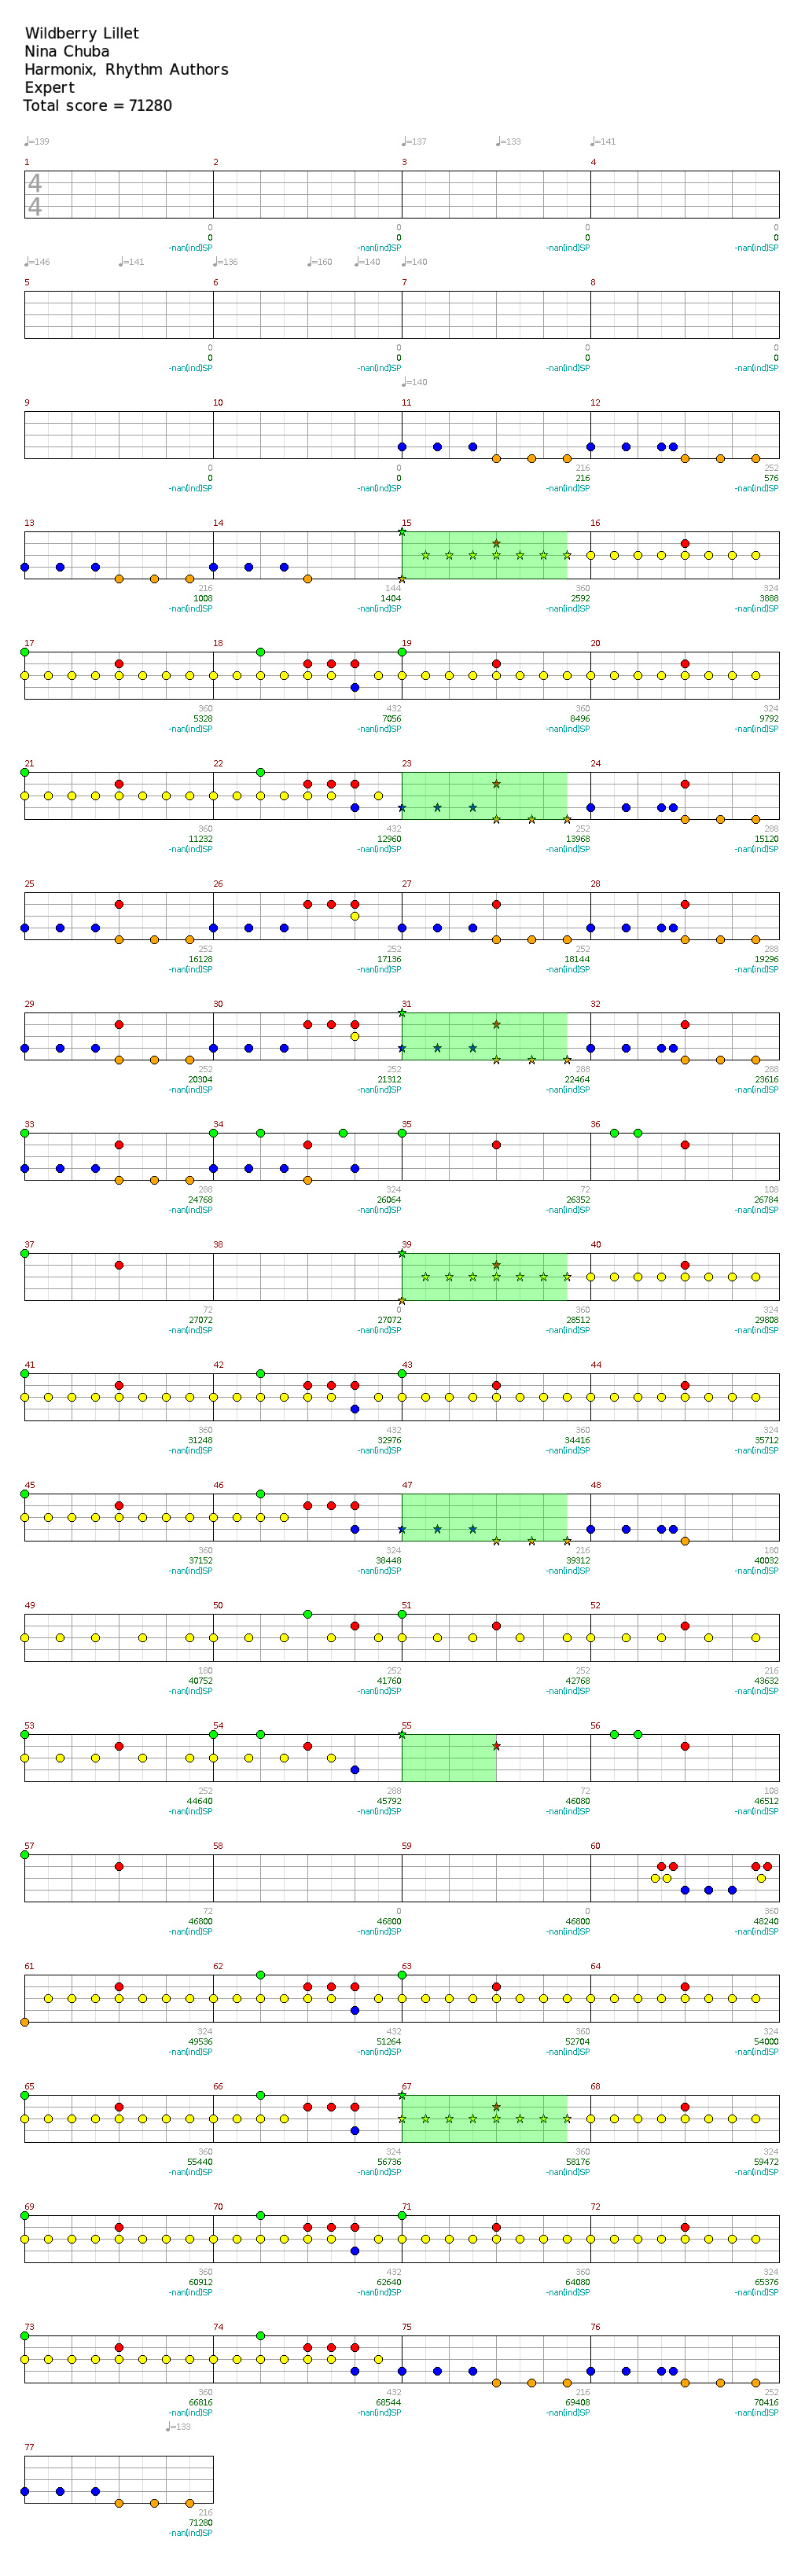 Wildberry Lillet
Nina Chuba
Harmonix, Rhythm Authors
Expert
Total score = 71280
♩=139 ♩=137 ♩=133 ♩=141
1 2 3 4
4
4
0 0 0 0
0 0 0 0
-nan(ind)SP -nan(ind)SP -nan(ind)SP -nan(ind)SP
♩=146 ♩=141 ♩=136 ♩=160 ♩=140 ♩=140
5 6 7 8
0 0 0 0
0 0 0 0
-nan(ind)SP -nan(ind)SP -nan(ind)SP -nan(ind)SP
♩=140
9 10 11 12
0 0 216 252
0 0 216 576
-nan(ind)SP -nan(ind)SP -nan(ind)SP -nan(ind)SP
13 14 15 16
216 144 360 324
1008 1404 2592 3888
-nan(ind)SP -nan(ind)SP -nan(ind)SP -nan(ind)SP
17 18 19 20
360 432 360 324
5328 7056 8496 9792
-nan(ind)SP -nan(ind)SP -nan(ind)SP -nan(ind)SP
21 22 23 24
360 432 252 288
11232 12960 13968 15120
-nan(ind)SP -nan(ind)SP -nan(ind)SP -nan(ind)SP
25 26 27 28
252 252 252 288
16128 17136 18144 19296
-nan(ind)SP -nan(ind)SP -nan(ind)SP -nan(ind)SP
29 30 31 32
252 252 288 288
20304 21312 22464 23616
-nan(ind)SP -nan(ind)SP -nan(ind)SP -nan(ind)SP
33 34 35 36
288 324 72 108
24768 26064 26352 26784
-nan(ind)SP -nan(ind)SP -nan(ind)SP -nan(ind)SP
37 38 39 40
72 0 360 324
27072 27072 28512 29808
-nan(ind)SP -nan(ind)SP -nan(ind)SP -nan(ind)SP
41 42 43 44
360 432 360 324
31248 32976 34416 35712
-nan(ind)SP -nan(ind)SP -nan(ind)SP -nan(ind)SP
45 46 47 48
360 324 216 180
37152 38448 39312 40032
-nan(ind)SP -nan(ind)SP -nan(ind)SP -nan(ind)SP
49 50 51 52
180 252 252 216
40752 41760 42768 43632
-nan(ind)SP -nan(ind)SP -nan(ind)SP -nan(ind)SP
53 54 55 56
252 288 72 108
44640 45792 46080 46512
-nan(ind)SP -nan(ind)SP -nan(ind)SP -nan(ind)SP
57 58 59 60
72 0 0 360
46800 46800 46800 48240
-nan(ind)SP -nan(ind)SP -nan(ind)SP -nan(ind)SP
61 62 63 64
324 432 360 324
49536 51264 52704 54000
-nan(ind)SP -nan(ind)SP -nan(ind)SP -nan(ind)SP
65 66 67 68
360 324 360 324
55440 56736 58176 59472
-nan(ind)SP -nan(ind)SP -nan(ind)SP -nan(ind)SP
69 70 71 72
360 432 360 324
60912 62640 64080 65376
-nan(ind)SP -nan(ind)SP -nan(ind)SP -nan(ind)SP
73 74 75 76
360 432 216 252
66816 68544 69408 70416
-nan(ind)SP -nan(ind)SP -nan(ind)SP -nan(ind)SP
♩=133
77
216
71280
-nan(ind)SP